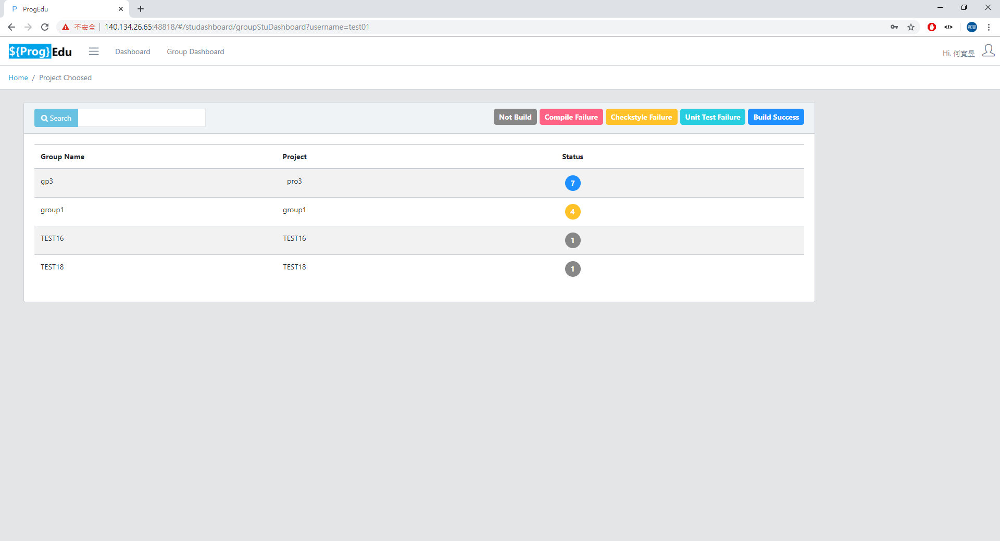 ProgEdu
不安全 140.134.26.65:48818/#/studashboard/groupStuDashboard?username=test01
${Prog}Edu Dashboard Group Dashboard Hi, 何寬昱
Home / Project Choosed
Search Not Build Compile Failure Checkstyle Failure Unit Test Failure Build Success
Group Name Project Status
gp3 pro3 7
group1 group1 4
TEST16 TEST16 1
TEST18 TEST18 1